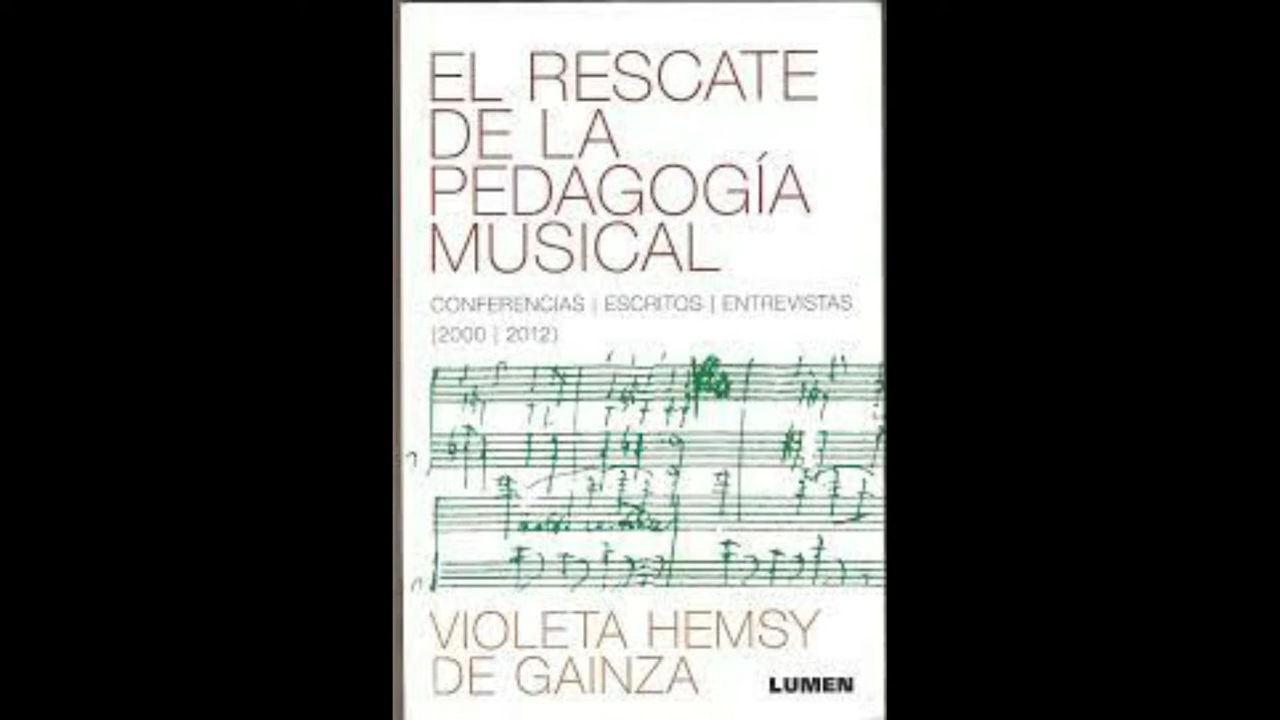 EL RESCATE
DE LA
PEDAGOGÍA
MUSICAL
CONFERENCIAS | ESCRITOS | ENTREVISTAS
(2000 | 2012)
VIOLETA HEMSY
DE GAINZA
LUMEN